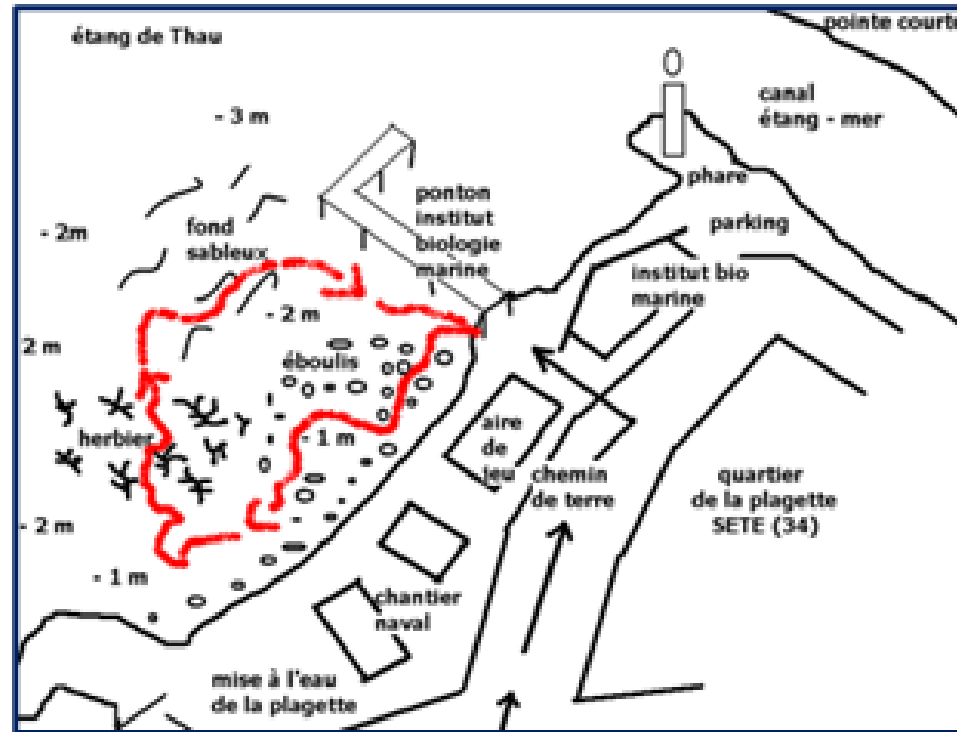 étang de Thau
pointe courte
canal
étang - mer
- 3 m
phare
ponton
institut
biologie
marine
parking
- 2m
fond
sableux
institut bio
marine
- 2 m
2 m
éboulis
herbier
- 1 m
aire
de
jeu
chemin
de terre
quartier
de la plagette
SETE (34)
- 2 m
- 1 m
chantier
naval
mise à l'eau
de la plagette